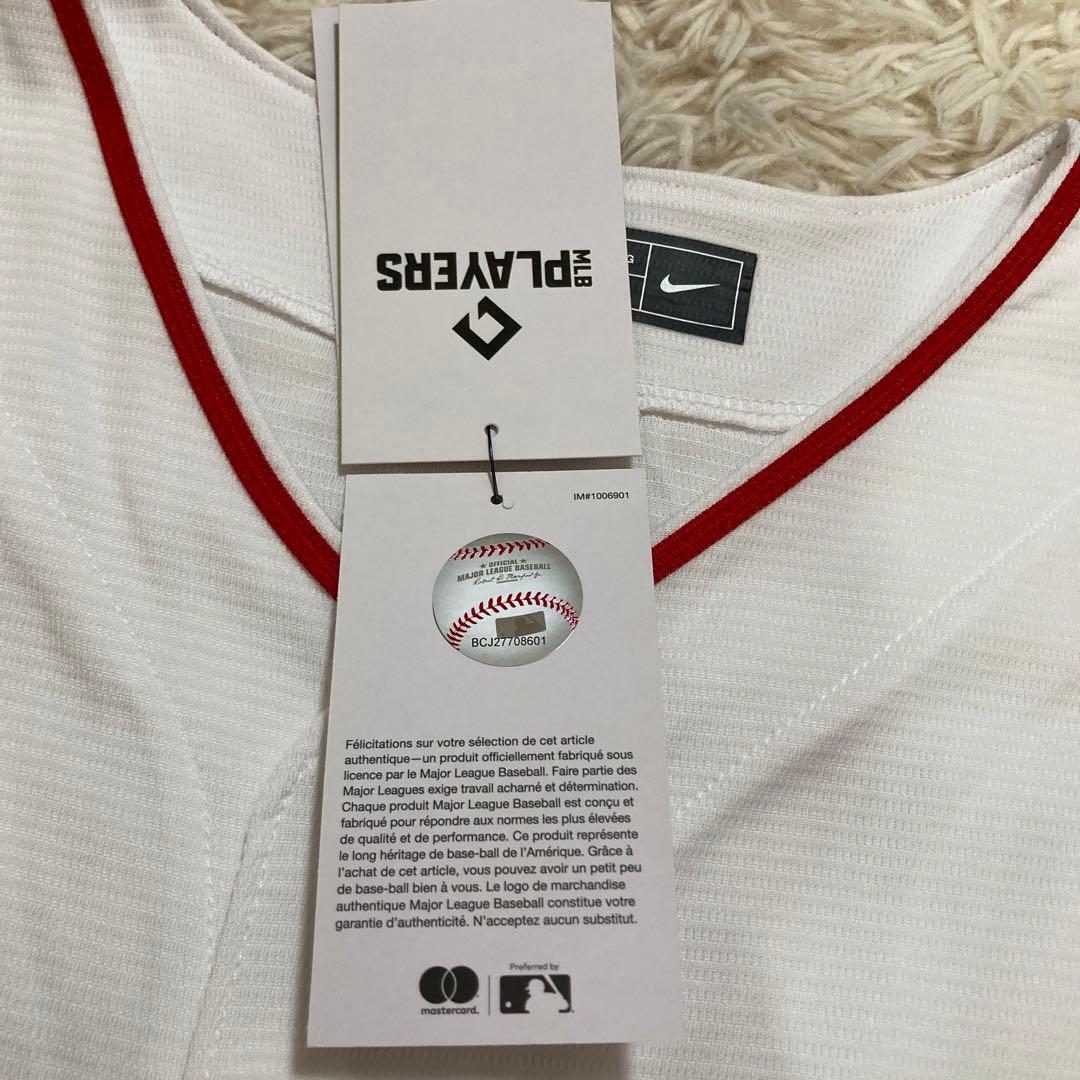 MLB
PLAYERS
G
IM#1006901
OFFICIAL
MAJOR LEAGUE BASEBALL
BCJ27708601
Félicitations sur votre sélection de cet article
authentique—un produit officiellement fabriqué sous
licence par le Major League Baseball. Faire partie des
Major Leagues exige travail acharné et détermination.
Chaque produit Major League Baseball est conçu et
fabriqué pour répondre aux normes les plus élevées
de qualité et de performance. Ce produit représente
le long héritage de base-ball de l'Amérique. Grâce à
l'achat de cet article, vous pouvez avoir un petit peu
de base-ball bien à vous. Le logo de marchandise
authentique Major League Baseball constitue votre
garantie d'authenticité. N'acceptez aucun substitut.
mastercard.
Preferred by